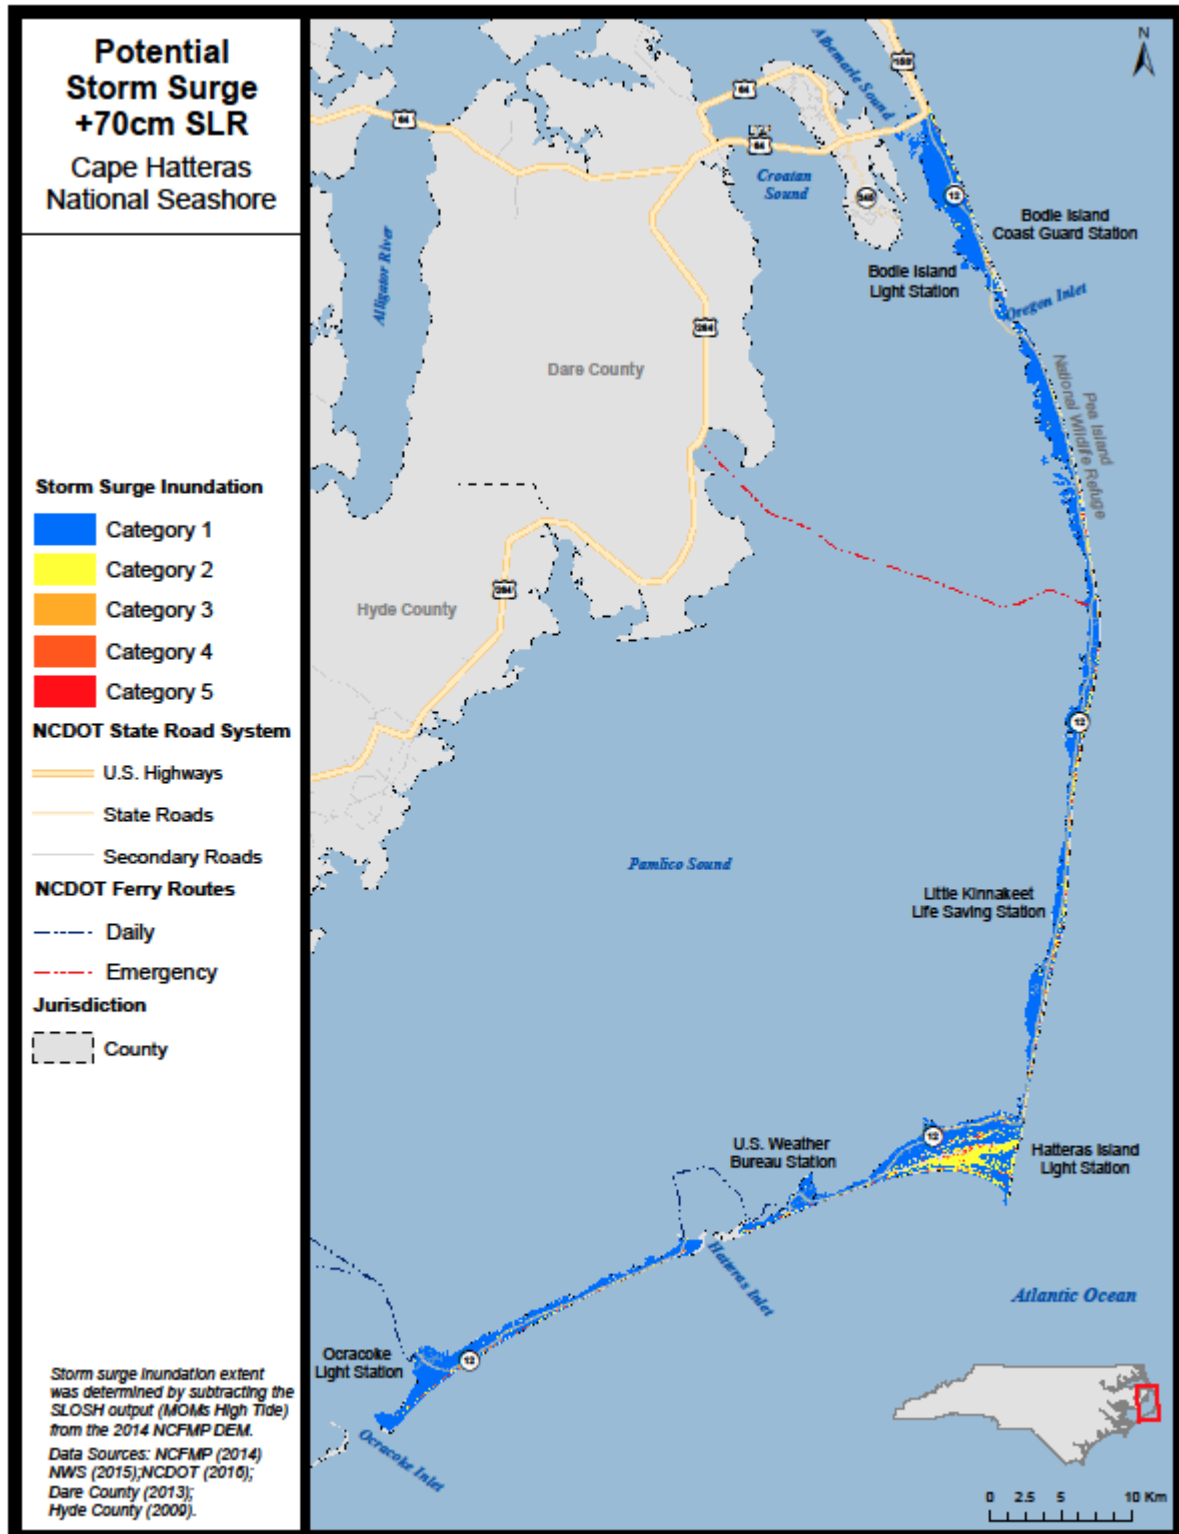 Potential
Storm Surge
+70cm SLR
Cape Hatteras
National Seashore
Storm Surge Inundation
Category 1
Category 2
Category 3
Category 4
Category 5
NCDOT State Road System
U.S. Highways
State Roads
Secondary Roads
NCDOT Ferry Routes
Daily
Emergency
Jurisdiction
County
Storm surge inundation extent
was determined by subtracting the
SLOSH output (MOMs High Tide)
from the 2014 NCFMP DEM.
Data Sources: NCFMP (2014)
NWS (2015);NCDOT (2016);
Dare County (2013);
Hyde County (2009).
N
Albemarle Sound
158
64
64
64
Croatan
Sound
345
12
Bodie Island
Coast Guard Station
Bodie Island
Light Station
Oregon Inlet
Alligator River
264
Dare County
Pea Island
National Wildlife Refuge
264
Hyde County
12
Pamlico Sound
Little Kinnakeet
Life Saving Station
12
U.S. Weather
Bureau Station
Hatteras Island
Light Station
Hatteras Inlet
Atlantic Ocean
Ocracoke
Light Station
12
Ocracoke Inlet
0 2.5 5 10 Km